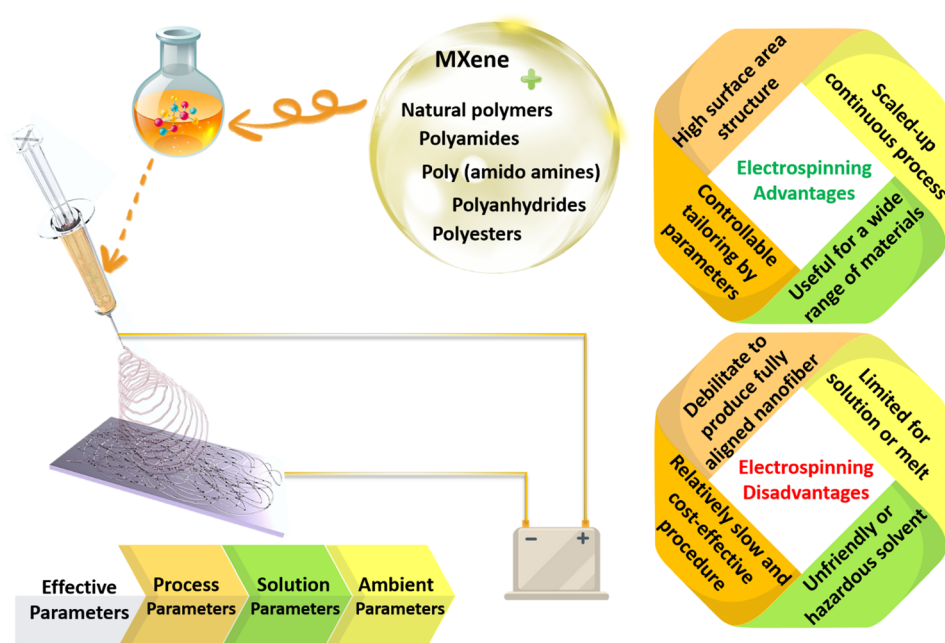 MXene
+
Natural polymers
Polyamides
Poly (amido amines)
Polyanhydrides
Polyesters
High surface area
structure
Scaled-up
continuous process
Electrospinning
Advantages
Controllable
tailoring by
parameters
Useful for a wide
range of materials
Debilitate to
produce fully
aligned nanofiber
Limited for
solution or melt
Electrospinning
Disadvantages
Relatively slow and
cost-effective
procedure
Unfriendly or
hazardous solvent
- +
Effective
Parameters
Process
Parameters
Solution
Parameters
Ambient
Parameters